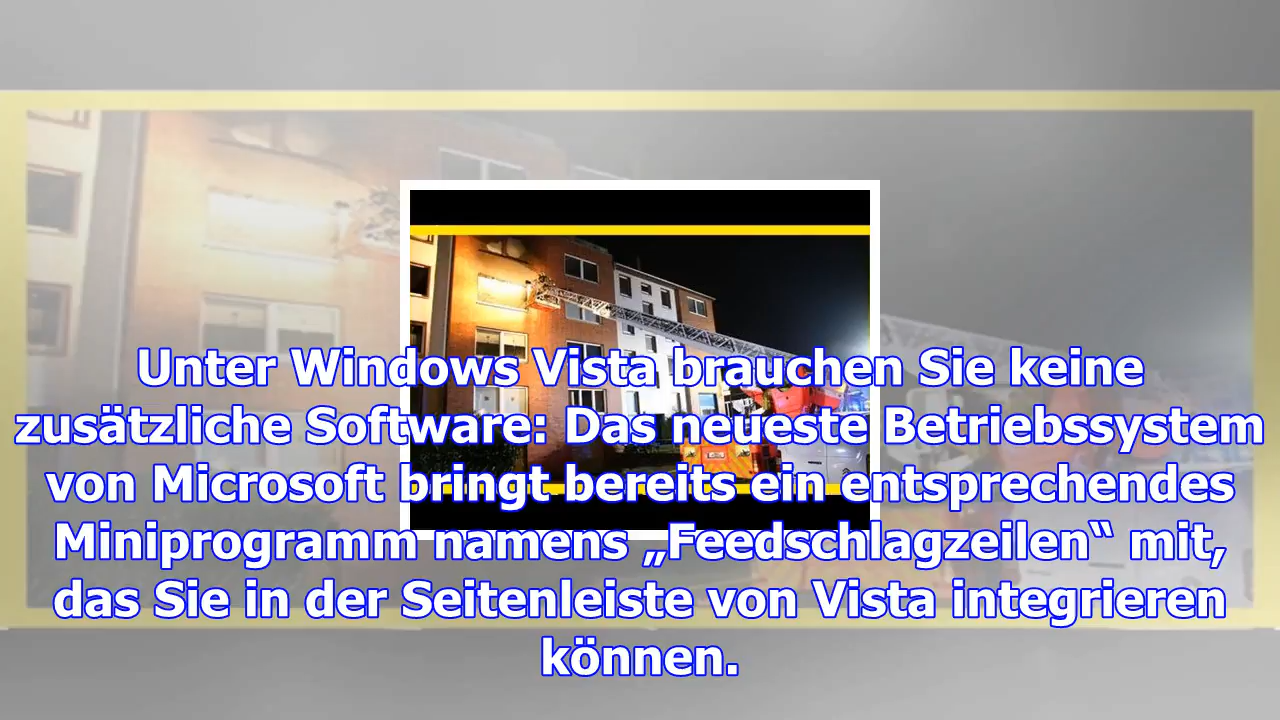 Unter Windows Vista brauchen Sie keine
zusätzliche Software: Das neueste Betriebssystem
von Microsoft bringt bereits ein entsprechendes
Miniprogramm namens „Feedschlagzeilen“ mit,
das Sie in der Seitenleiste von Vista integrieren
können.